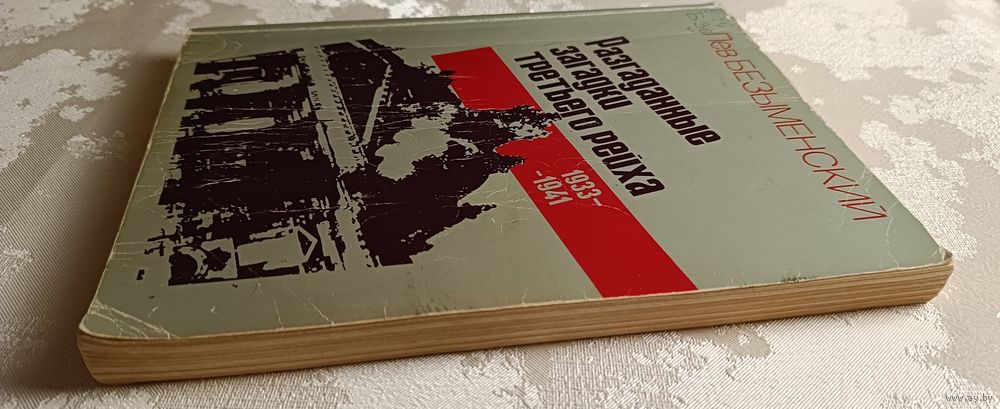 Лев БЕЗЫМЕНСКИЙ
Разгаданные
загадки
третьего рейха
1933–
–1941
www.ay.by